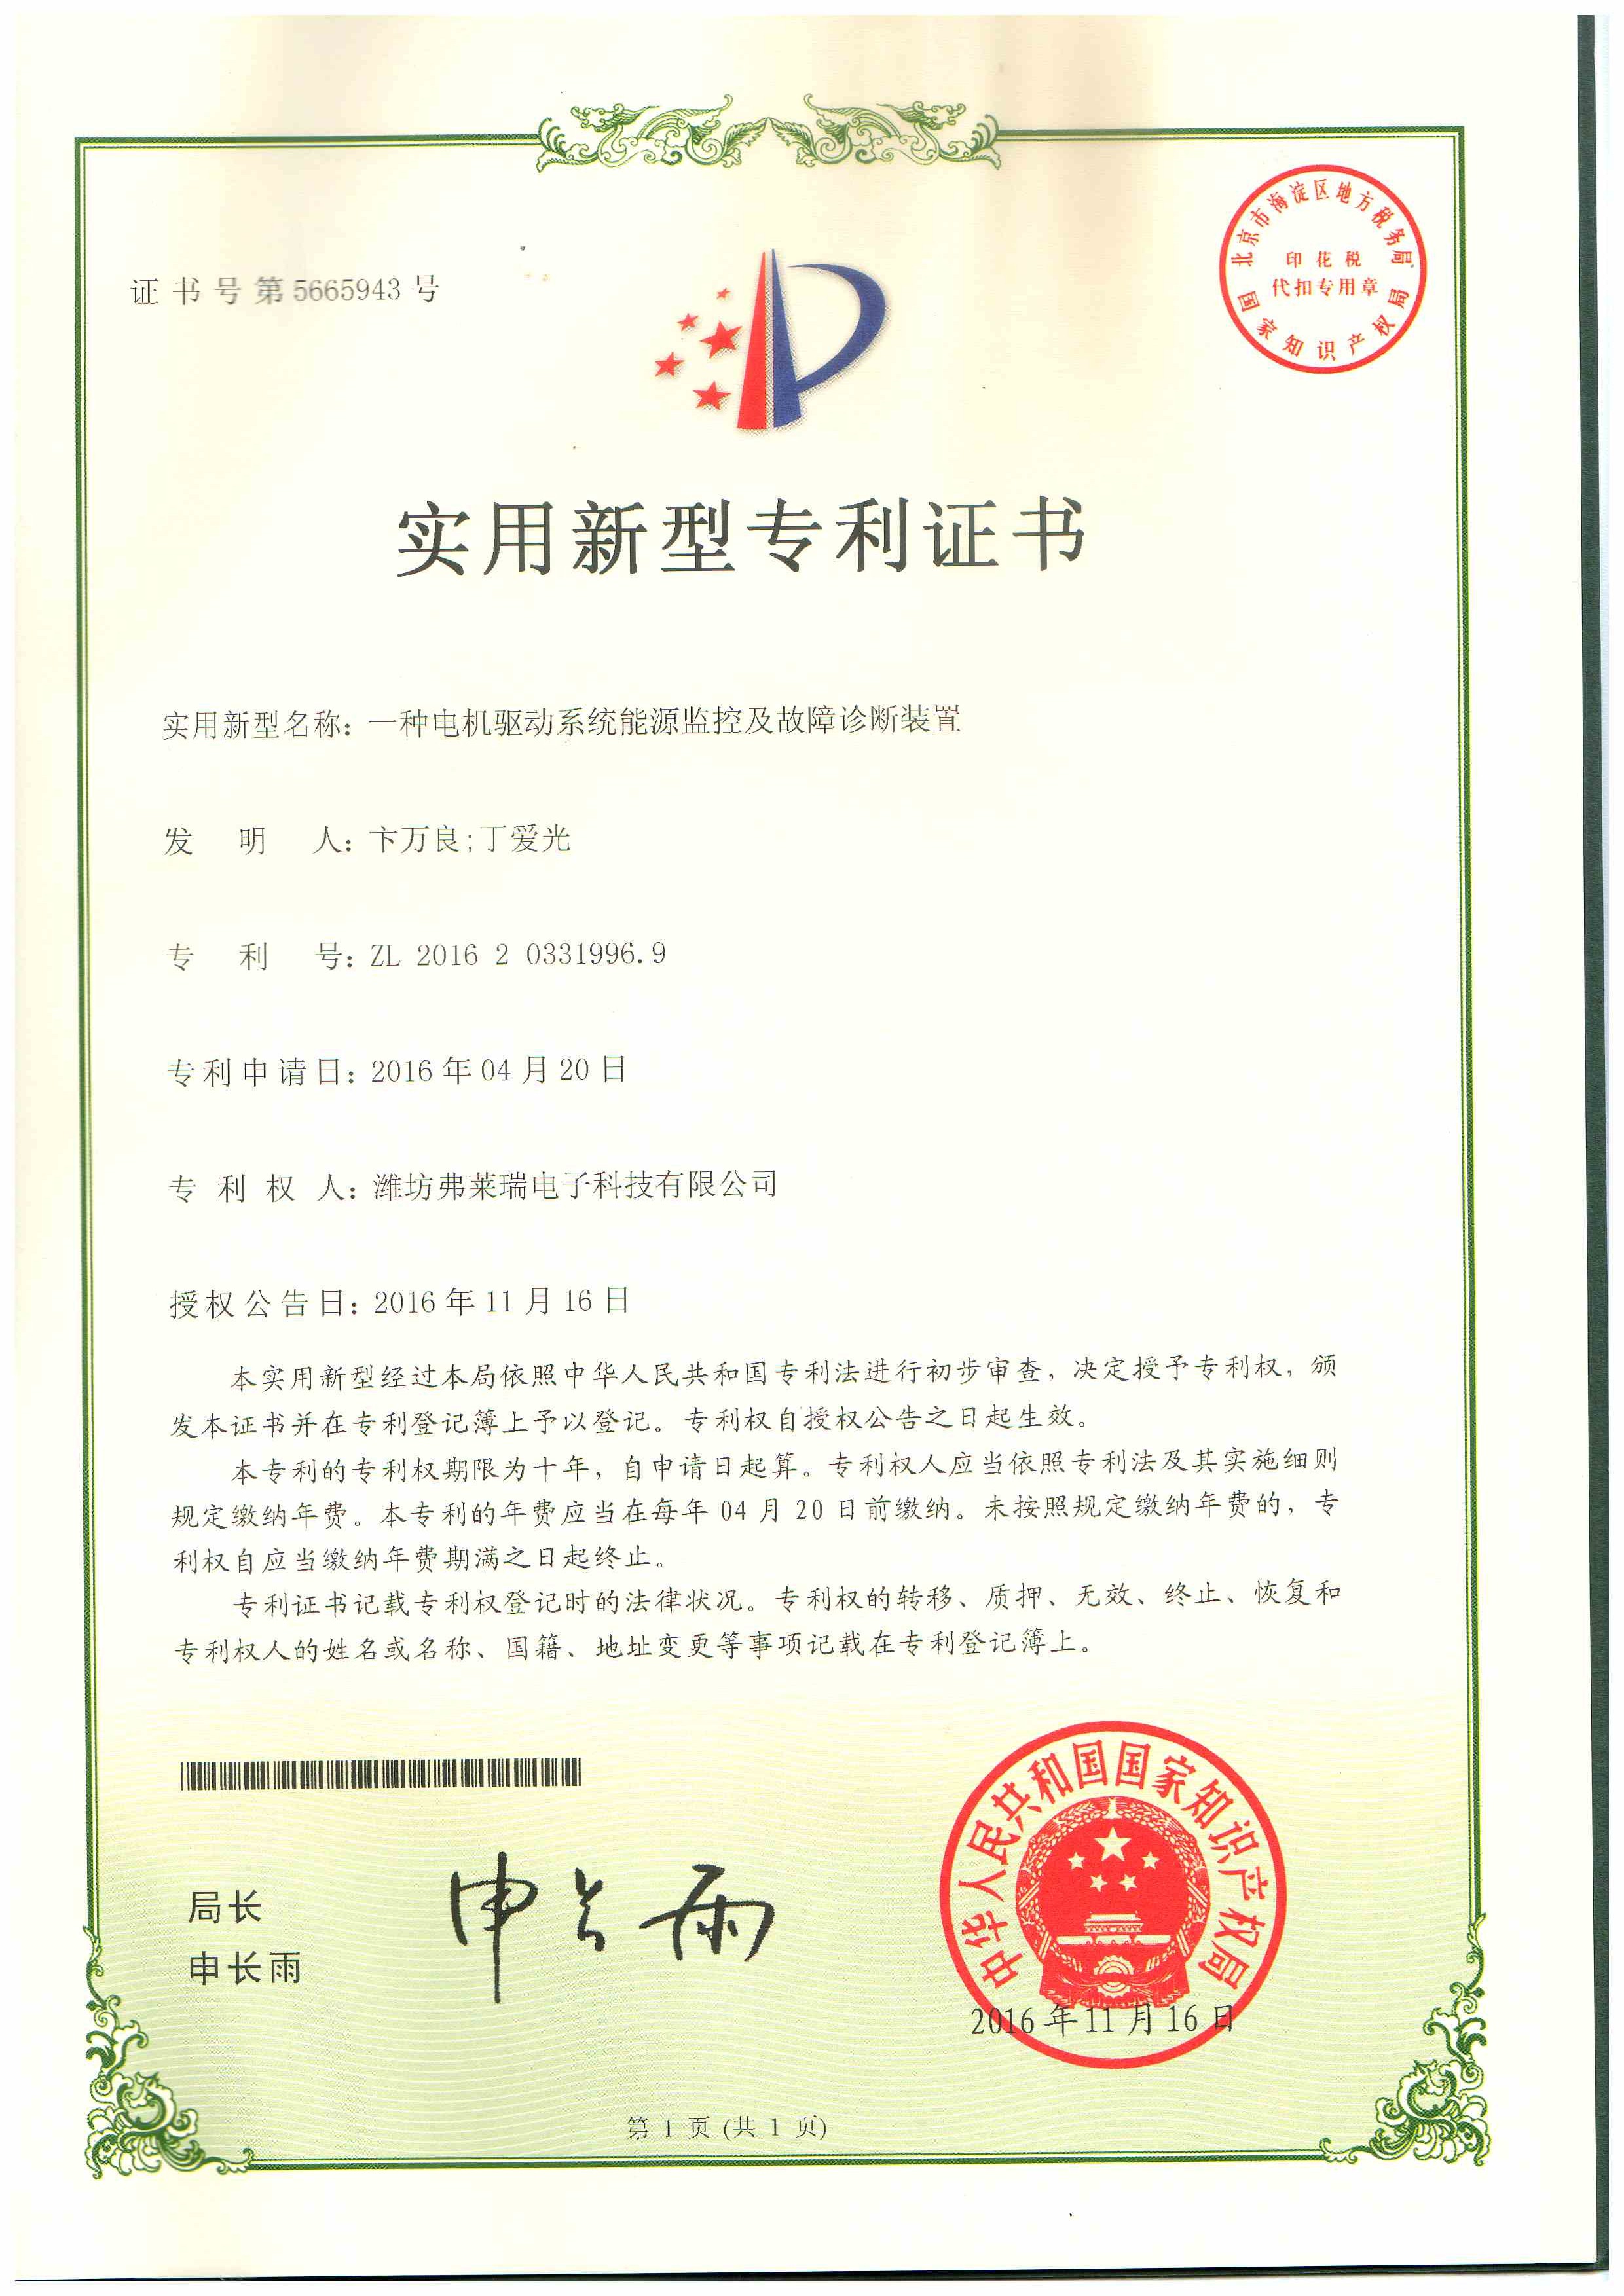 证书号第5665943号
北京市海淀区地方税务局
印花税
代扣专用章
国家知识产权局
实用新型专利证书
实用新型名称：一种电机驱动系统能源监控及故障诊断装置
发明人：卞万良;丁爱光
专利号：ZL 2016 2 0331996.9
专利申请日：2016年04月20日
专利权人：潍坊弗莱瑞电子科技有限公司
授权公告日：2016年11月16日
本实用新型经过本局依照中华人民共和国专利法进行初步审查，决定授予专利权，颁
发本证书并在专利登记簿上予以登记。专利权自授权公告之日起生效。
本专利的专利权期限为十年，自申请日起算。专利权人应当依照专利法及其实施细则
规定缴纳年费。本专利的年费应当在每年04月20日前缴纳。未按照规定缴纳年费的，专
利权自应当缴纳年费期满之日起终止。
专利证书记载专利权登记时的法律状况。专利权的转移、质押、无效、终止、恢复和
专利权人的姓名或名称、国籍、地址变更等事项记载在专利登记簿上。
局长
申长雨
申长雨
中华人民共和国国家知识产权局
2016年11月16日
第 1 页 (共 1 页)